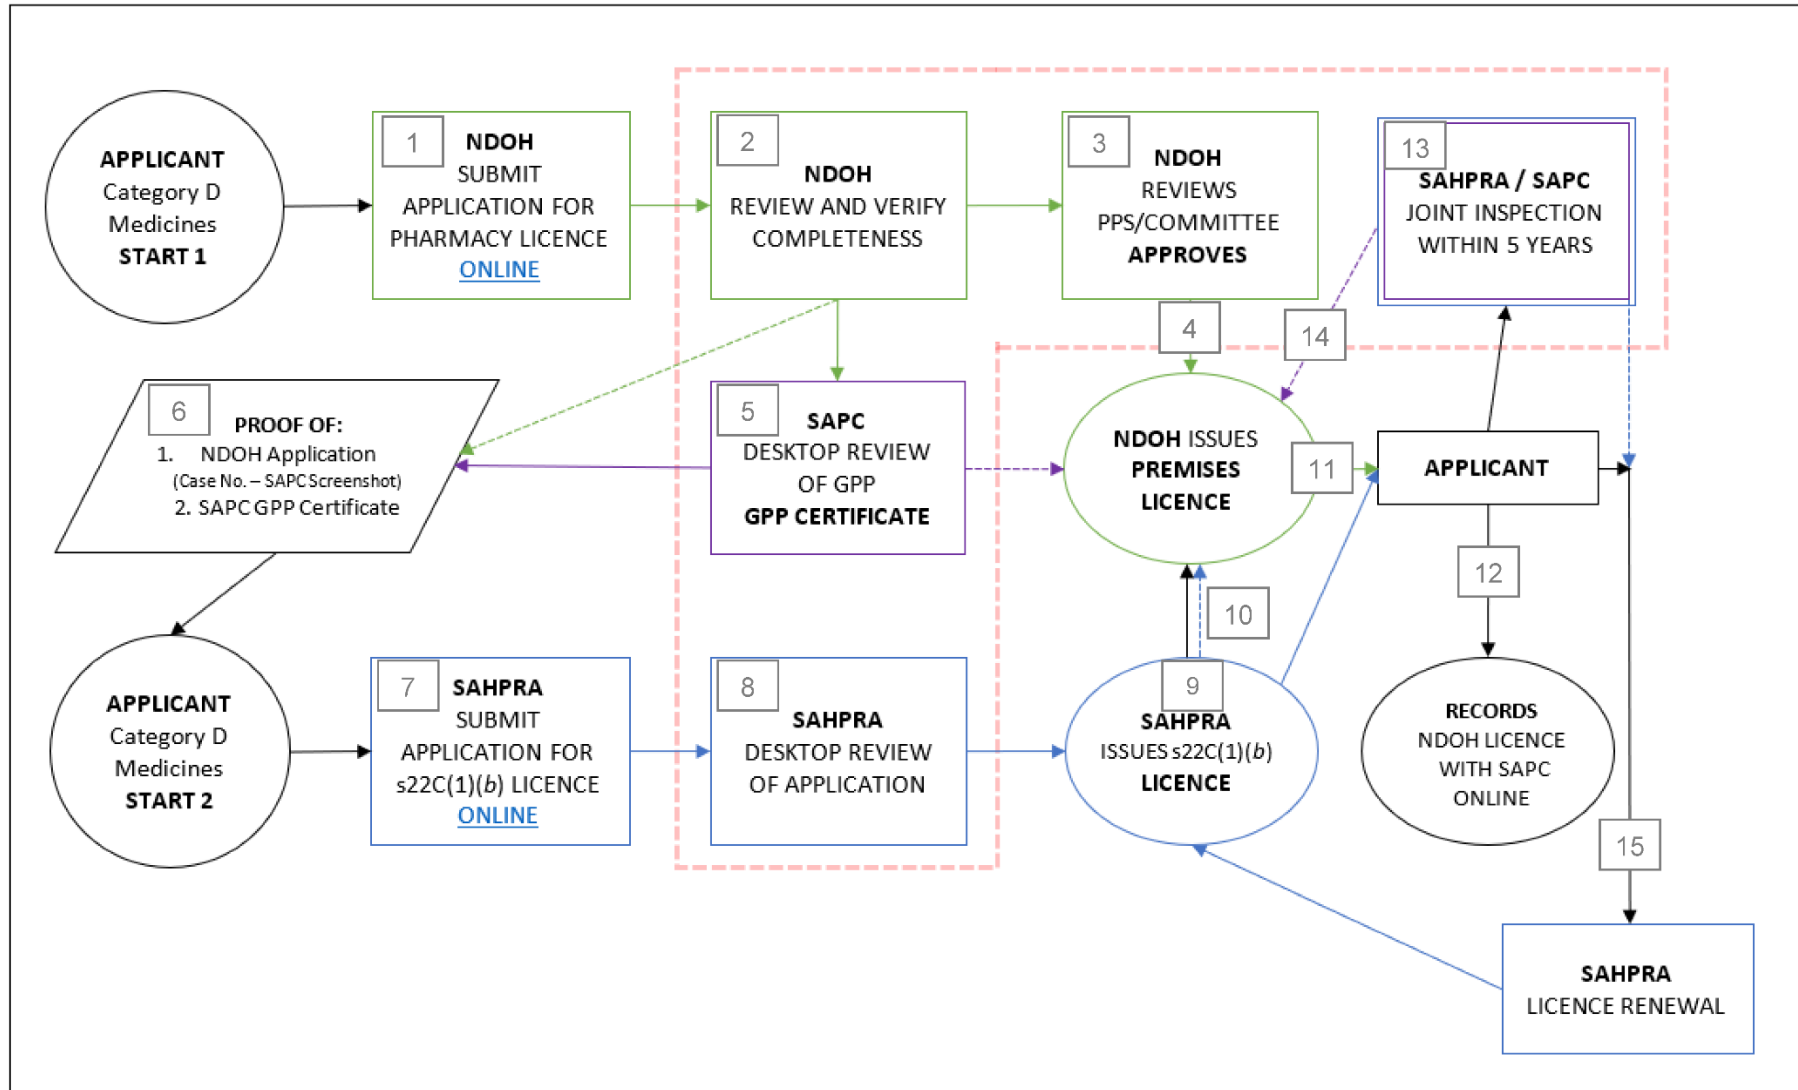 APPLICANT
Category D
Medicines
START 1
1
NDOH
SUBMIT
APPLICATION FOR
PHARMACY LICENCE
ONLINE
2
NDOH
REVIEW AND VERIFY
COMPLETENESS
3
NDOH
REVIEWS
PPS/COMMITTEE
APPROVES
13
SAHPRA / SAPC
JOINT INSPECTION
WITHIN 5 YEARS
4
14
6
PROOF OF:
1. NDOH Application
(Case No. – SAPC Screenshot)
2. SAPC GPP Certificate
5
SAPC
DESKTOP REVIEW
OF GPP
GPP CERTIFICATE
NDOH ISSUES
PREMISES
LICENCE
11
APPLICANT
12
10
APPLICANT
Category D
Medicines
START 2
7
SAHPRA
SUBMIT
APPLICATION FOR
s22C(1)(b) LICENCE
ONLINE
8
SAHPRA
DESKTOP REVIEW
OF APPLICATION
9
SAHPRA
ISSUES s22C(1)(b)
LICENCE
RECORDS
NDOH LICENCE
WITH SAPC
ONLINE
15
SAHPRA
LICENCE RENEWAL